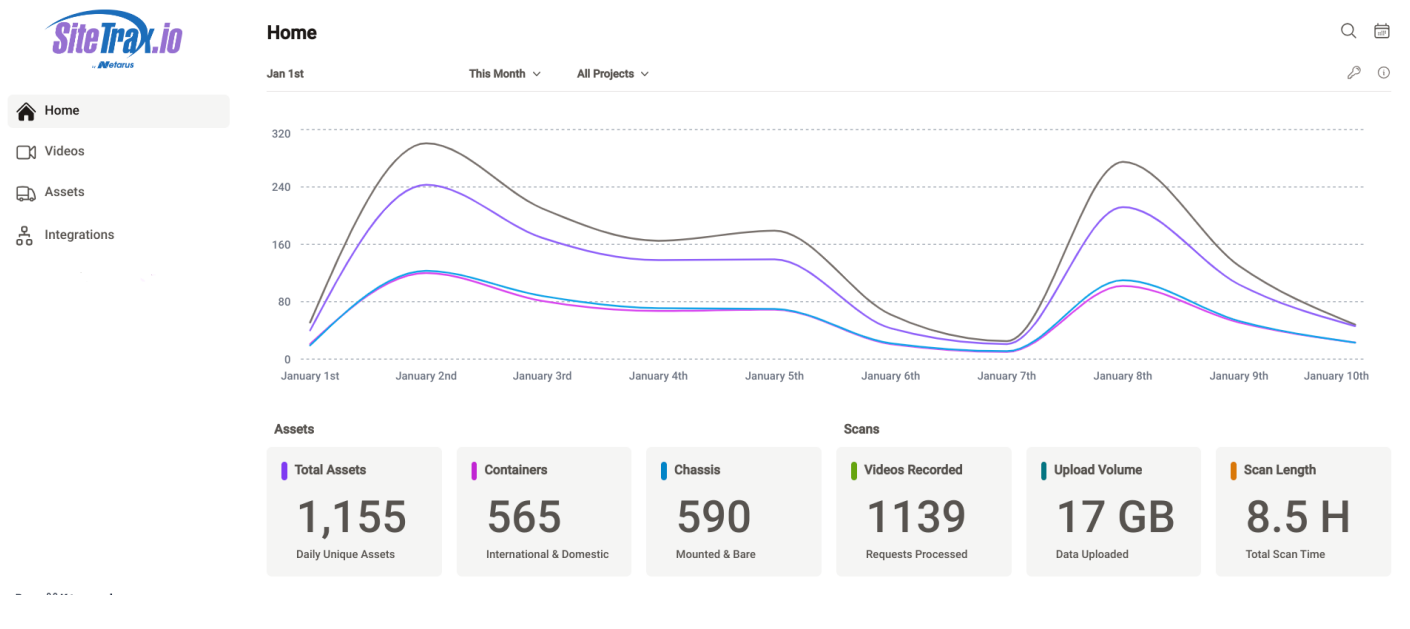 SiteTrax.io
by Netarus
Home
Videos
Assets
Integrations
Home
Jan 1st This Month All Projects
320
240
160
80
0
January 1st January 2nd January 3rd January 4th January 5th January 6th January 7th January 8th January 9th January 10th
Assets Scans
Total Assets Containers Chassis Videos Recorded Upload Volume Scan Length
1,155 565 590 1139 17 GB 8.5 H
Daily Unique Assets International & Domestic Mounted & Bare Requests Processed Data Uploaded Total Scan Time